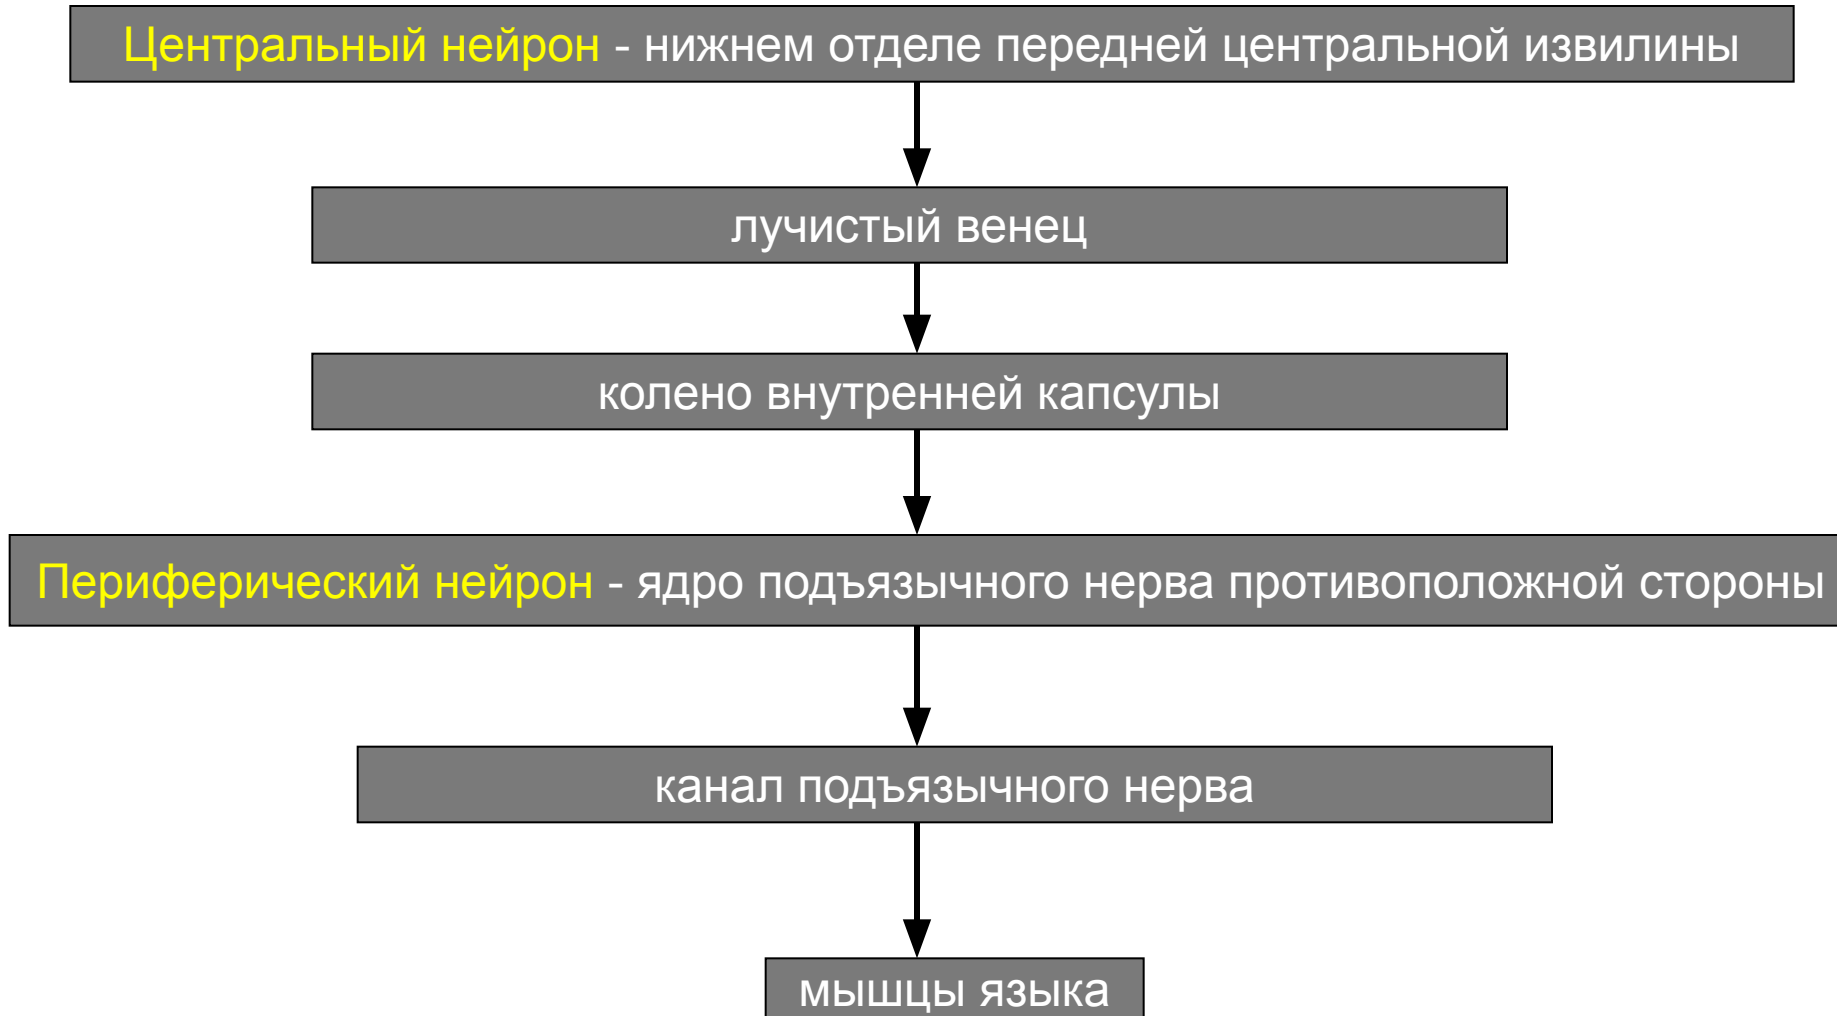 Центральный нейрон - нижнем отделе передней центральной извилины
лучистый венец
колено внутренней капсулы
Периферический нейрон - ядро подъязычного нерва противоположной стороны
канал подъязычного нерва
мышцы языка